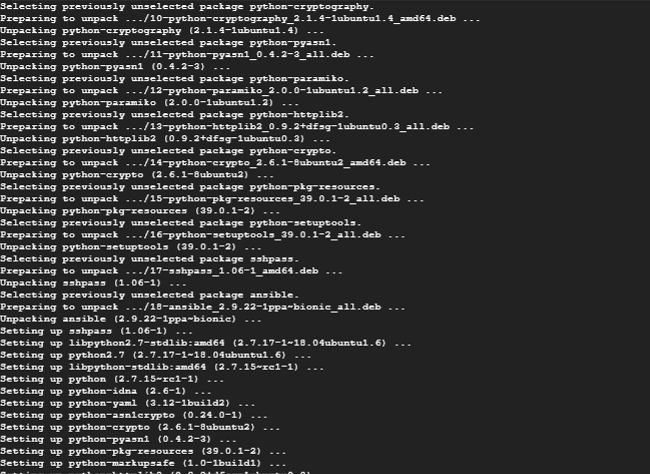 Selecting previously unselected package python-cryptography.
Preparing to unpack .../10-python-cryptography_2.1.4-1ubuntu1.4_amd64.deb ...
Unpacking python-cryptography (2.1.4-1ubuntu1.4) ...
Selecting previously unselected package python-pyasn1.
Preparing to unpack .../11-python-pyasn1_0.4.2-3_all.deb ...
Unpacking python-pyasn1 (0.4.2-3) ...
Selecting previously unselected package python-paramiko.
Preparing to unpack .../12-python-paramiko_2.0.0-1ubuntu1.2_all.deb ...
Unpacking python-paramiko (2.0.0-1ubuntu1.2) ...
Selecting previously unselected package python-httplib2.
Preparing to unpack .../13-python-httplib2_0.9.2+dfsg-1ubuntu0.3_all.deb ...
Unpacking python-httplib2 (0.9.2+dfsg-1ubuntu0.3) ...
Selecting previously unselected package python-crypto.
Preparing to unpack .../14-python-crypto_2.6.1-8ubuntu2_amd64.deb ...
Unpacking python-crypto (2.6.1-8ubuntu2) ...
Selecting previously unselected package python-pkg-resources.
Preparing to unpack .../15-python-pkg-resources_39.0.1-2_all.deb ...
Unpacking python-pkg-resources (39.0.1-2) ...
Selecting previously unselected package python-setuptools.
Preparing to unpack .../16-python-setuptools_39.0.1-2_all.deb ...
Unpacking python-setuptools (39.0.1-2) ...
Selecting previously unselected package sshpass.
Preparing to unpack .../17-sshpass_1.06-1_amd64.deb ...
Unpacking sshpass (1.06-1) ...
Selecting previously unselected package ansible.
Preparing to unpack .../18-ansible_2.9.22-1ppa~bionic_all.deb ...
Unpacking ansible (2.9.22-1ppa~bionic) ...
Setting up sshpass (1.06-1) ...
Setting up libpython2.7-stdlib:amd64 (2.7.17-1~18.04ubuntu1.6) ...
Setting up python2.7 (2.7.17-1~18.04ubuntu1.6) ...
Setting up libpython-stdlib:amd64 (2.7.15~rc1-1) ...
Setting up python (2.7.15~rc1-1) ...
Setting up python-idna (2.6-1) ...
Setting up python-yaml (3.12-1build2) ...
Setting up python-asn1crypto (0.24.0-1) ...
Setting up python-crypto (2.6.1-8ubuntu2) ...
Setting up python-pyasn1 (0.4.2-3) ...
Setting up python-pkg-resources (39.0.1-2) ...
Setting up python-markupsafe (1.0-1build1) ...